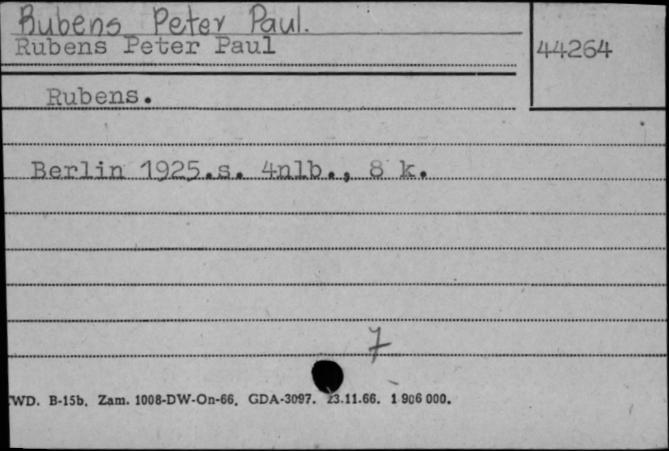 Rubens Peter Paul.
Rubens Peter Paul
44264
Rubens.
Berlin 1925.s. 4nlb., 8 k.
7
WD. B-15b. Zam. 1008-DW-On-66. GDA-3097. 23.11.66. 1 906 000.